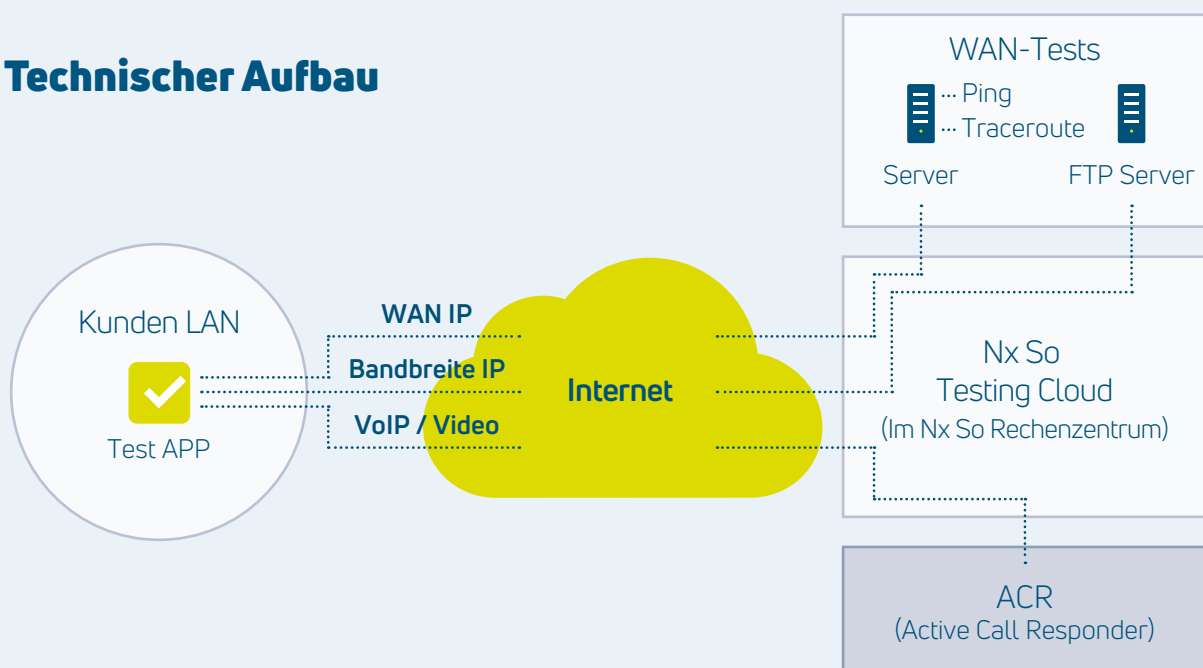 Technischer Aufbau
WAN-Tests
··· Ping
··· Traceroute
Server
FTP Server
Kunden LAN
Test APP
WAN IP
Bandbreite IP
VoIP / Video
Internet
Nx So
Testing Cloud
(Im Nx So Rechenzentrum)
ACR
(Active Call Responder)